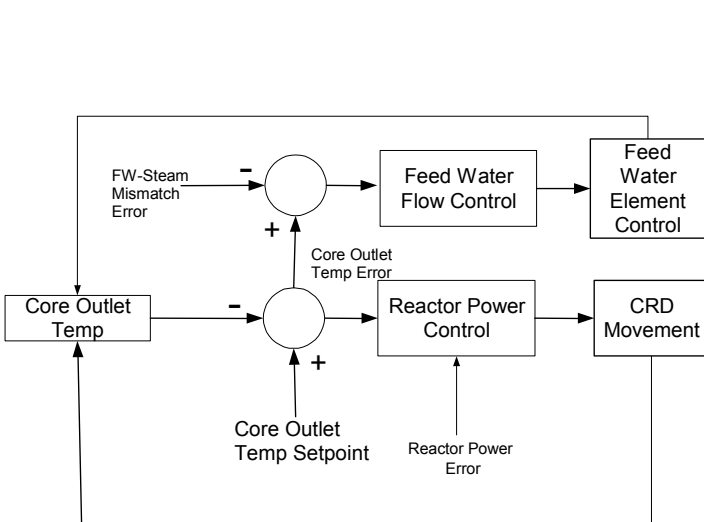 FW-Steam
Mismatch
Error
-
+
Feed Water
Flow Control
Feed
Water
Element
Control
Core Outlet
Temp Error
Core Outlet
Temp
-
+
Reactor Power
Control
CRD
Movement
Core Outlet
Temp Setpoint
Reactor Power
Error